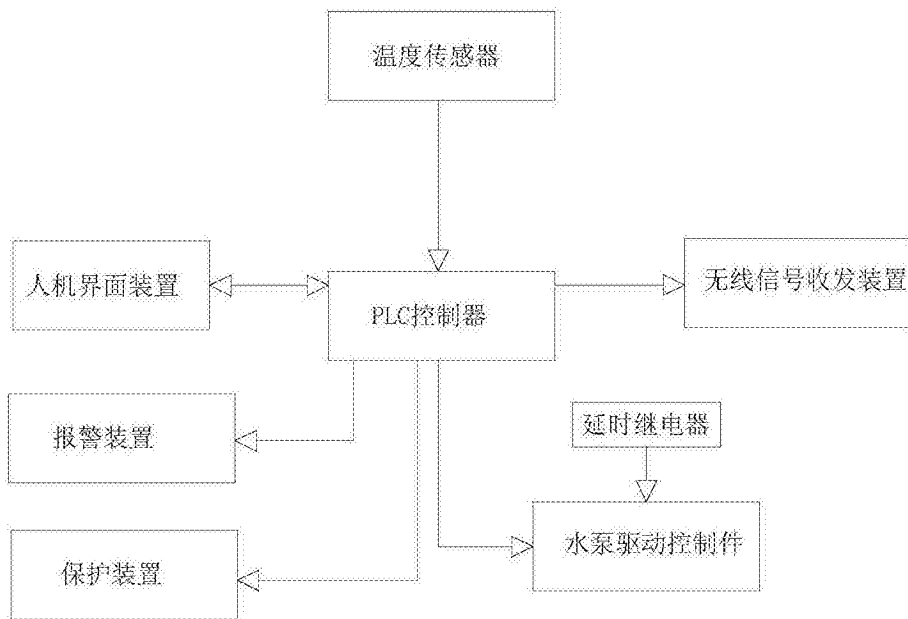 温度传感器
人机界面装置
PLC控制器
无线信号收发装置
报警装置
延时继电器
水泵驱动控制件
保护装置